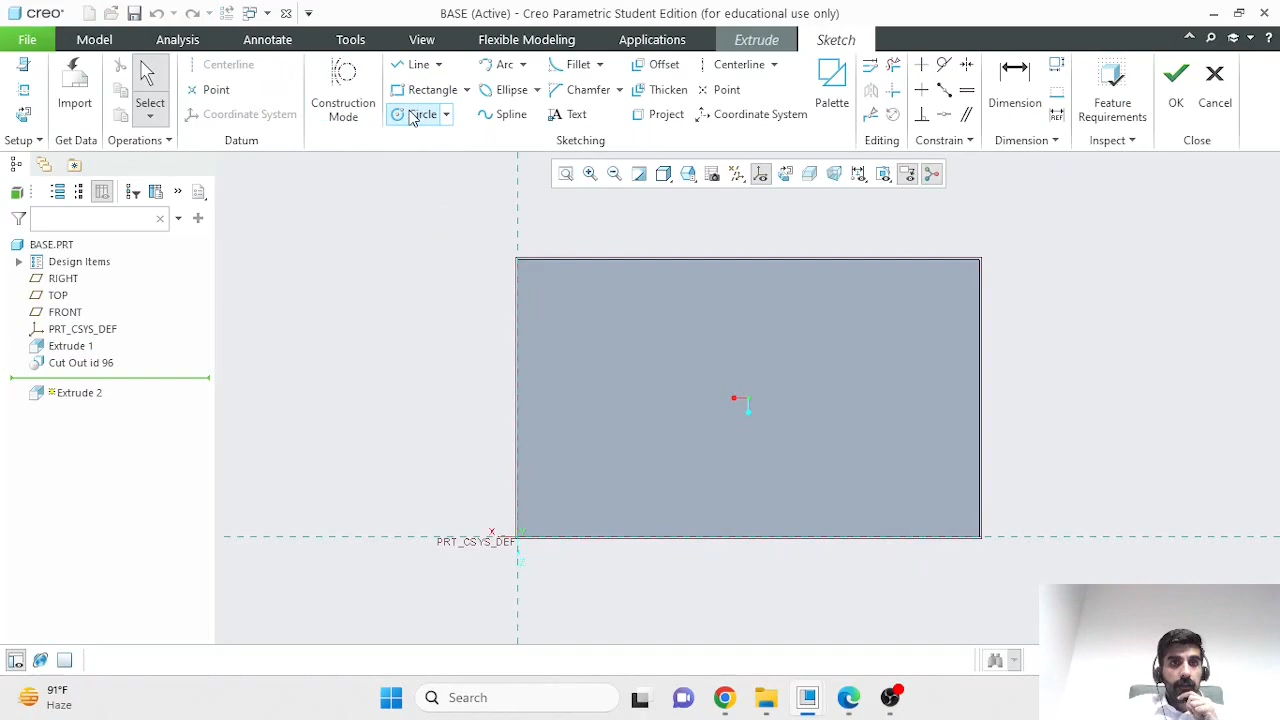 creo BASE (Active) - Creo Parametric Student Edition (for educational use only)
File Model Analysis Annotate Tools View Flexible Modeling Applications Extrude Sketch
Centerline Line Arc Fillet Offset Centerline
Import Select Point Construction Mode Rectangle Ellipse Chamfer Thicken Point Palette Dimension REF Feature Requirements OK Cancel
Coordinate System Circle Spline Text Project Coordinate System
Setup Get Data Operations Datum Sketching Editing Constrain Dimension Inspect Close
BASE.PRT
Design Items
RIGHT
TOP
FRONT
PRT_CSYS_DEF
Extrude 1
Cut Out id 96
Extrude 2
X
PRT_CSYS_DEF
Z
91°F
Haze
Search